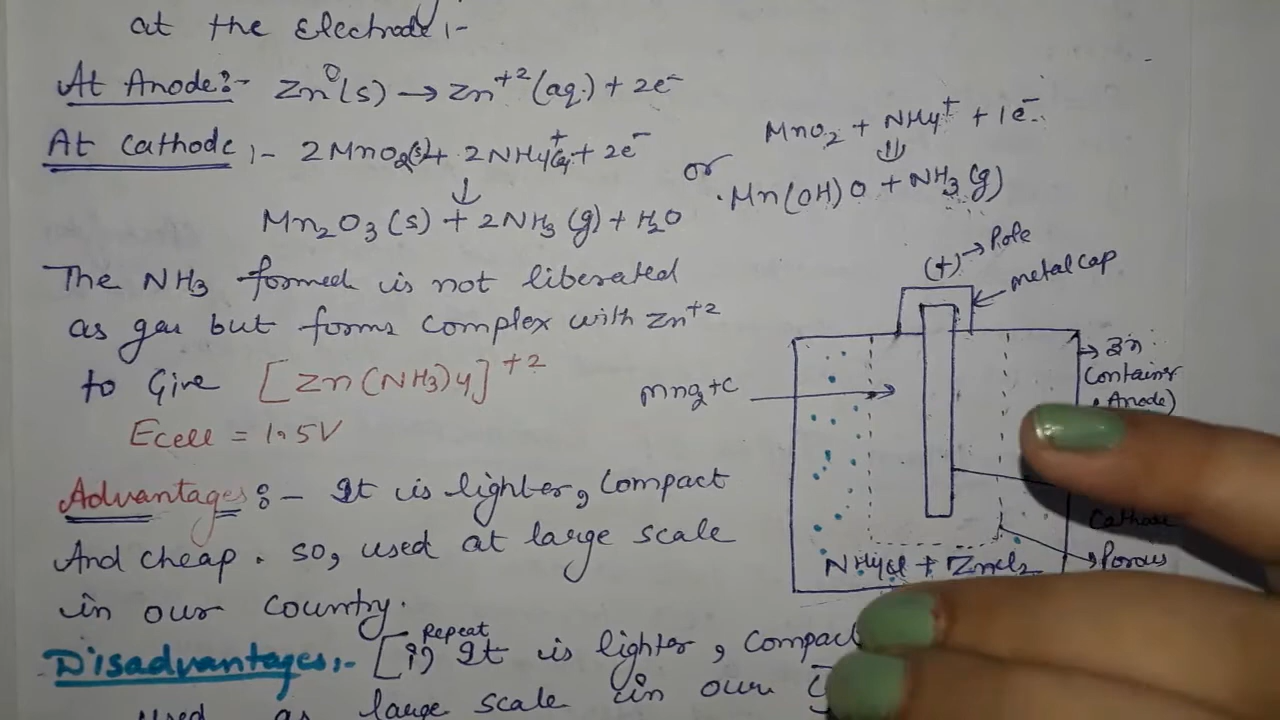 at the Electrode :-
At Anode :- Zn⁰(s) → Zn⁺²(aq.) + 2e⁻
At Cathode :- 2MnO₂(s) + 2NH₄⁺(aq) + 2e⁻
↓
Mn₂O₃(s) + 2NH₃(g) + H₂O
or
MnO₂ + NH₄⁺ + 1e⁻
⇓
Mn(OH)O + NH₃(g)
The NH₃ formed is not liberated
as gas but forms complex with Zn⁺²
to Give [Zn(NH₃)₄]⁺²
Ecell = 1.5V
(+) → Pole
metal cap
→ Zn
Container
Anode)
MnO₂+C
Cathode
Porous
NH₄Cl + ZnCl₂
Advantages :- It is lighter, Compact
And cheap. So, used at large scale
in our country.
Repeat
Disadvantages :- [i) It is lighter, Compact
used as large scale in our